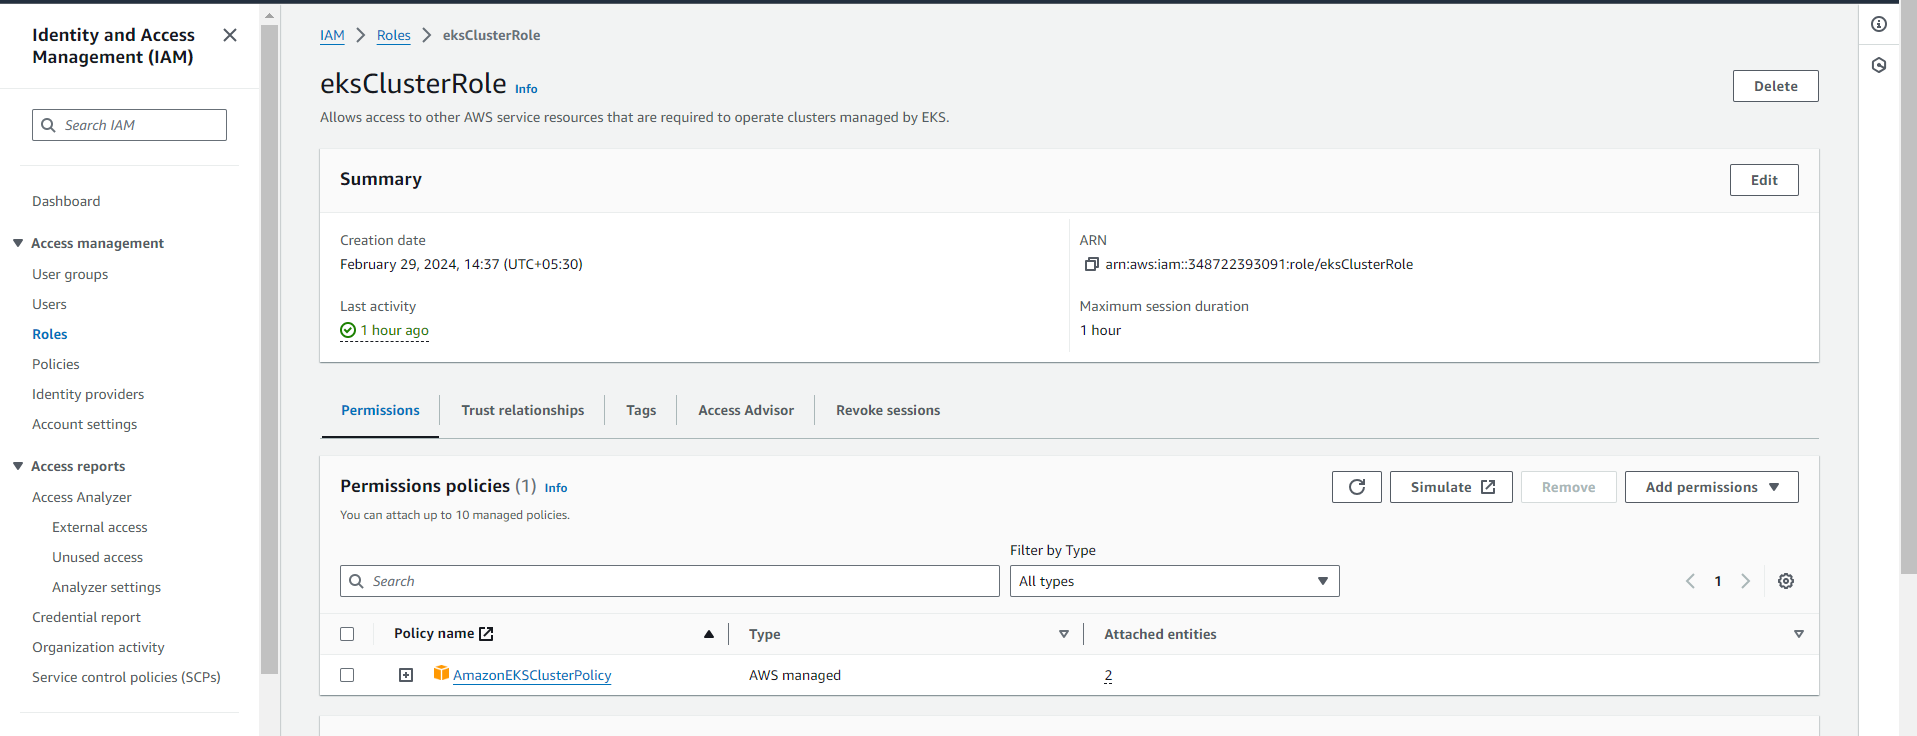 Identity and Access
Management (IAM)
Search IAM
Dashboard
Access management
User groups
Users
Roles
Policies
Identity providers
Account settings
Access reports
Access Analyzer
External access
Unused access
Analyzer settings
Credential report
Organization activity
Service control policies (SCPs)
IAM
Roles
eksClusterRole
eksClusterRole Info
Delete
Allows access to other AWS service resources that are required to operate clusters managed by EKS.
Summary
Edit
Creation date
February 29, 2024, 14:37 (UTC+05:30)
ARN
arn:aws:iam::348722393091:role/eksClusterRole
Last activity
1 hour ago
Maximum session duration
1 hour
Permissions
Trust relationships
Tags
Access Advisor
Revoke sessions
Permissions policies (1) Info
You can attach up to 10 managed policies.
Simulate
Remove
Add permissions
Filter by Type
Search
All types
1
Policy name
Type
Attached entities
AmazonEKSClusterPolicy
AWS managed
2